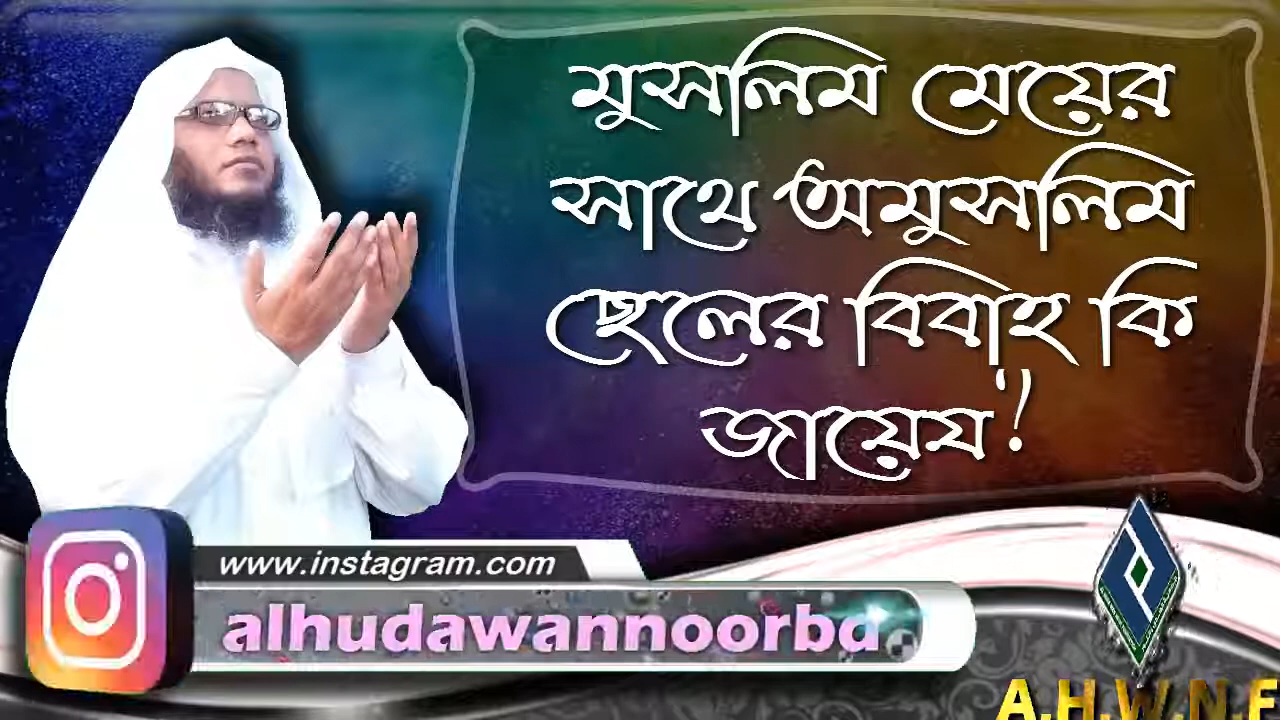 মুসলিম মেয়ের
সাথে অমুসলিম
ছেলের বিবাহ কি
জায়েয?
www.instagram.com
alhudawannoorbd
A.H.W.N.F